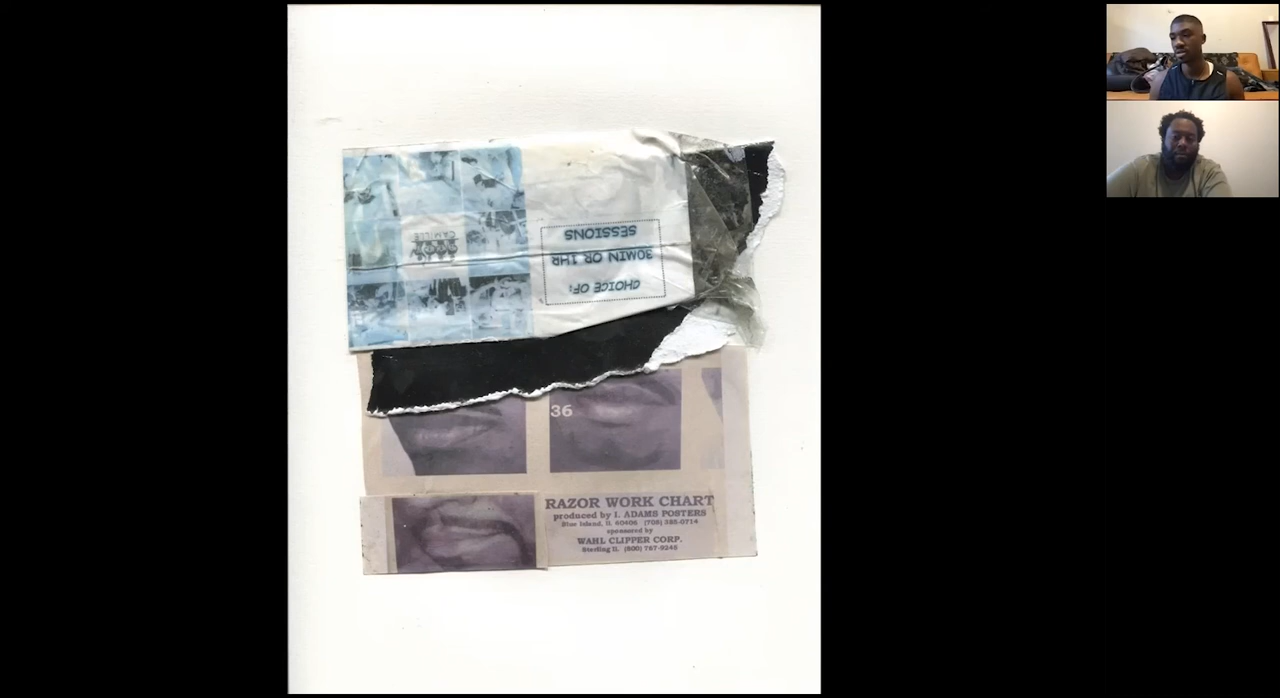 CAMILLE
CHOICE OF:
30MIN OR 1HR
SESSIONS
36
RAZOR WORK CHART
produced by I. ADAMS POSTERS
Blue Island, IL 60406 (708) 385-0714
sponsored by
WAHL CLIPPER CORP.
Sterling Il. (800) 767-9245